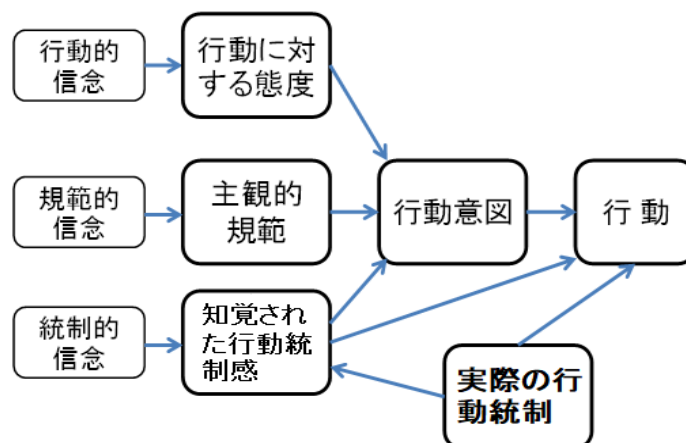 行動的
信念
行動に対
する態度
規範的
信念
主観的
規範
行動意図
行 動
統制的
信念
知覚され
た行動統
制感
実際の行
動統制